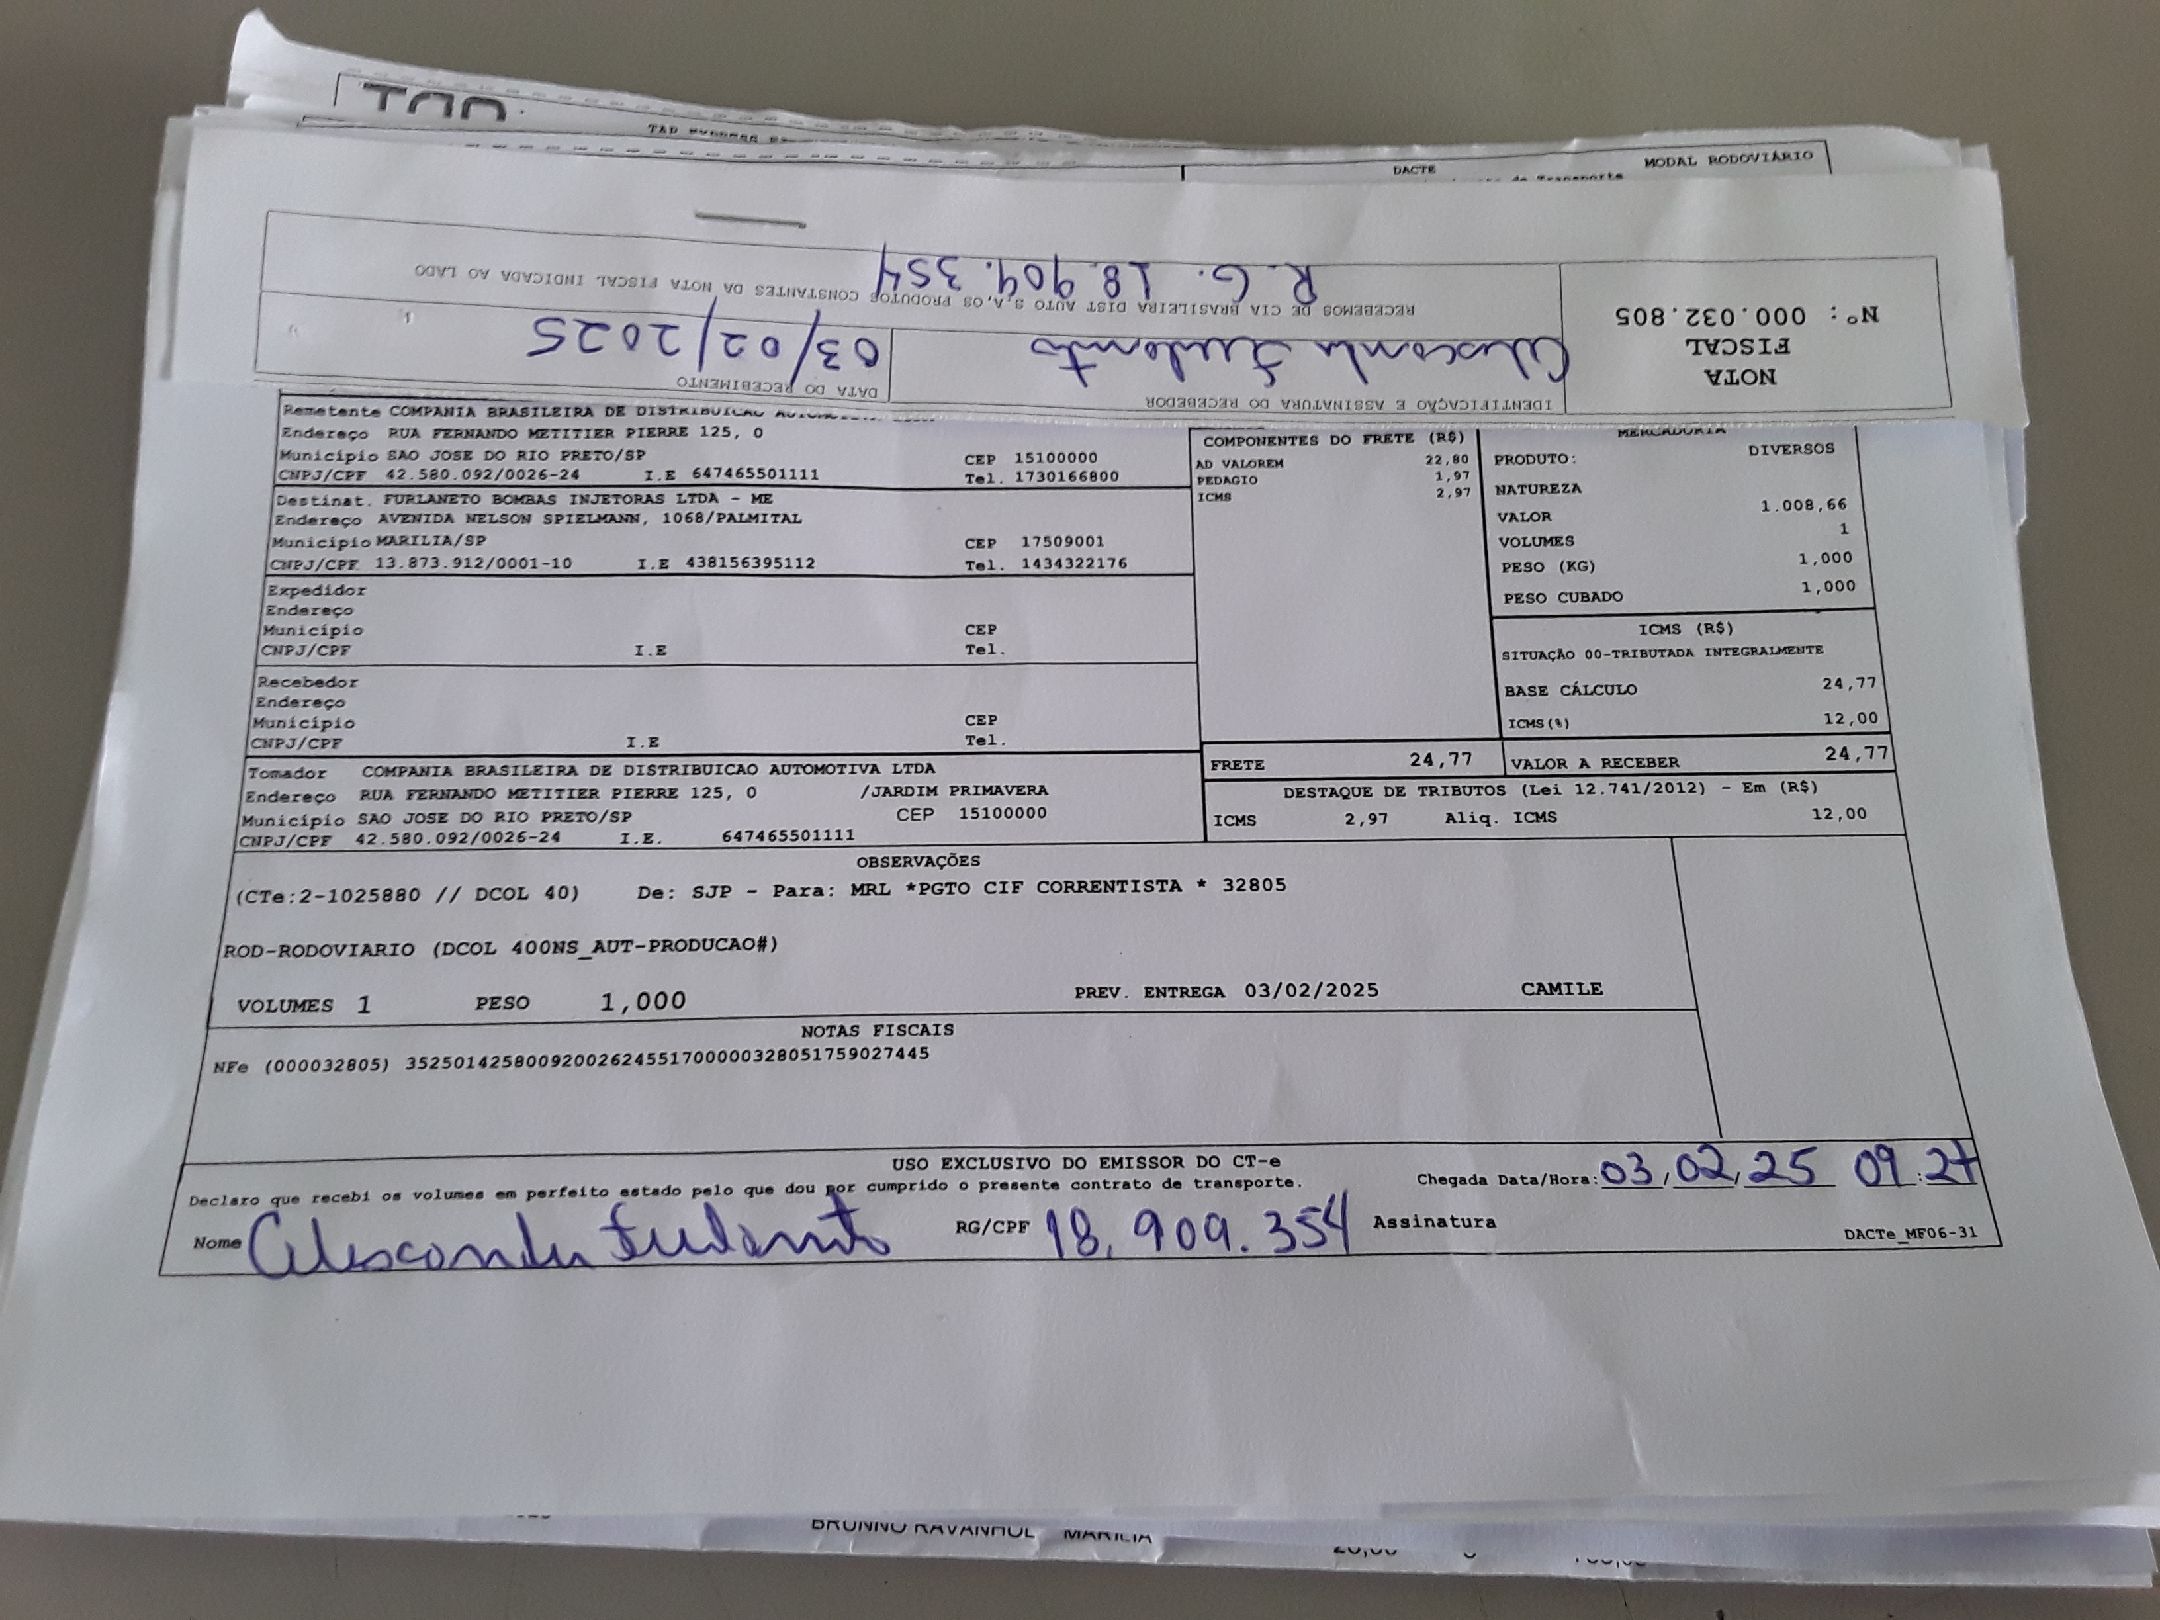 DACTE
MODAL RODOVIÁRIO
de Transporte
TAP
NOTA
FISCAL
Nº: 000.032.805
RECEBEMOS DE CIA BRASILEIRA DIST AUTO S,A,OS PRODUTOS CONSTANTES DA NOTA FISCAL INDICADA AO LADO
R.G. 18.909.354
DATA DO RECEBIMENTO
03/02/2025
IDENTIFICAÇÃO E ASSINATURA DO RECEBEDOR
Remetente COMPANIA BRASILEIRA DE DISTRIBUICAO
Endereço RUA FERNANDO METITIER PIERRE 125, 0
Município SAO JOSE DO RIO PRETO/SP CEP 15100000
CNPJ/CPF 42.580.092/0026-24 I.E 647465501111 Tel. 1730166800
Destinat. FURLANETO BOMBAS INJETORAS LTDA - ME
Endereço AVENIDA NELSON SPIELMANN, 1068/PALMITAL
Município MARILIA/SP CEP 17509001
CNPJ/CPF 13.873.912/0001-10 I.E 438156395112 Tel. 1434322176
Expedidor
Endereço
Município CEP
CNPJ/CPF I.E Tel.
Recebedor
Endereço
Município CEP
CNPJ/CPF I.E Tel.
Tomador COMPANIA BRASILEIRA DE DISTRIBUICAO AUTOMOTIVA LTDA
Endereço RUA FERNANDO METITIER PIERRE 125, 0 /JARDIM PRIMAVERA
Município SAO JOSE DO RIO PRETO/SP CEP 15100000
CNPJ/CPF 42.580.092/0026-24 I.E. 647465501111
COMPONENTES DO FRETE (R$)
AD VALOREM 22,80
PEDAGIO 1,97
ICMS 2,97
MERCADORIA
PRODUTO: DIVERSOS
NATUREZA
VALOR 1.008,66
VOLUMES 1
PESO (KG) 1,000
PESO CUBADO 1,000
ICMS (R$)
SITUAÇÃO 00-TRIBUTADA INTEGRALMENTE
BASE CÁLCULO 24,77
ICMS(%) 12,00
FRETE 24,77 VALOR A RECEBER 24,77
DESTAQUE DE TRIBUTOS (Lei 12.741/2012) - Em (R$)
ICMS 2,97 Aliq. ICMS 12,00
OBSERVAÇÕES
(CTe:2-1025880 // DCOL 40) De: SJP - Para: MRL *PGTO CIF CORRENTISTA * 32805
ROD-RODOVIARIO (DCOL 400NS_AUT-PRODUCAO#)
VOLUMES 1 PESO 1,000 PREV. ENTREGA 03/02/2025 CAMILE
NOTAS FISCAIS
NFe (000032805) 35250142580092002624551700000328051759027445
USO EXCLUSIVO DO EMISSOR DO CT-e
Declaro que recebi os volumes em perfeito estado pelo que dou por cumprido o presente contrato de transporte.
Chegada Data/Hora: 03,02,25 09:27
Nome RG/CPF 18.909.354 Assinatura
DACTe_MF06-31
BRUNNO RAVANHOL MARILIA